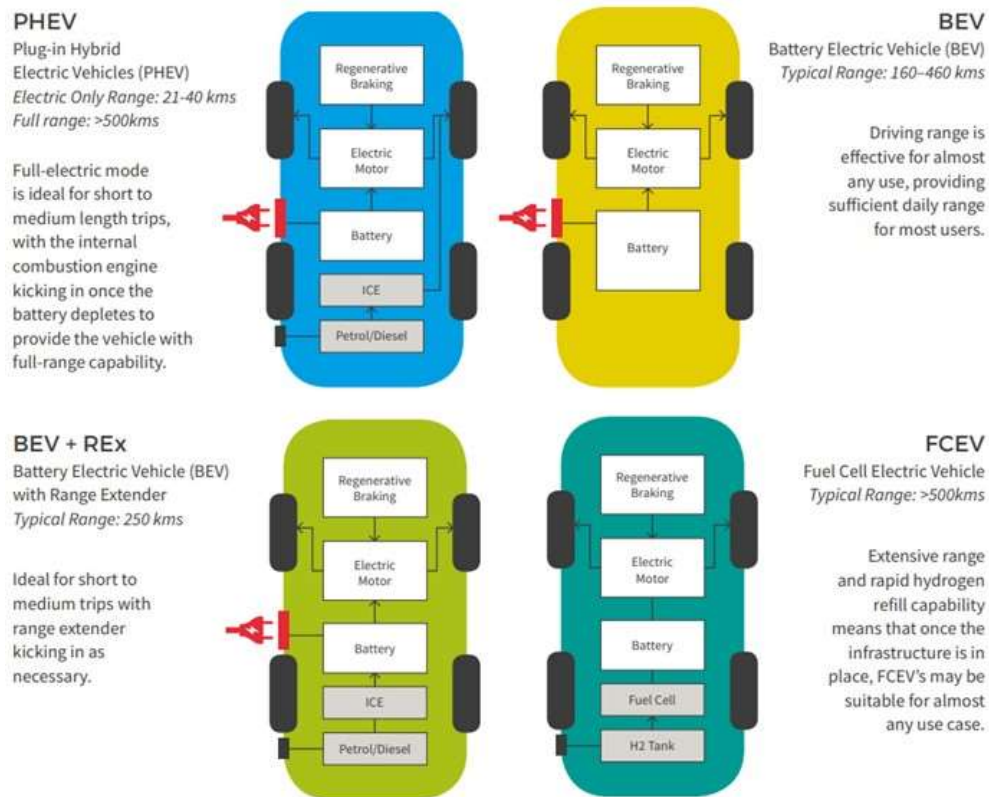 PHEV
Plug-in Hybrid
Electric Vehicles (PHEV)
Electric Only Range: 21-40 kms
Full range: >500kms
Full-electric mode
is ideal for short to
medium length trips,
with the internal
combustion engine
kicking in once the
battery depletes to
provide the vehicle with
full-range capability.
Regenerative
Braking
Electric
Motor
Battery
ICE
Petrol/Diesel
BEV
Battery Electric Vehicle (BEV)
Typical Range: 160–460 kms
Driving range is
effective for almost
any use, providing
sufficient daily range
for most users.
Regenerative
Braking
Electric
Motor
Battery
BEV + REx
Battery Electric Vehicle (BEV)
with Range Extender
Typical Range: 250 kms
Ideal for short to
medium trips with
range extender
kicking in as
necessary.
Regenerative
Braking
Electric
Motor
Battery
ICE
Petrol/Diesel
FCEV
Fuel Cell Electric Vehicle
Typical Range: >500kms
Extensive range
and rapid hydrogen
refill capability
means that once the
infrastructure is in
place, FCEV's may be
suitable for almost
any use case.
Regenerative
Braking
Electric
Motor
Battery
Fuel Cell
H2 Tank